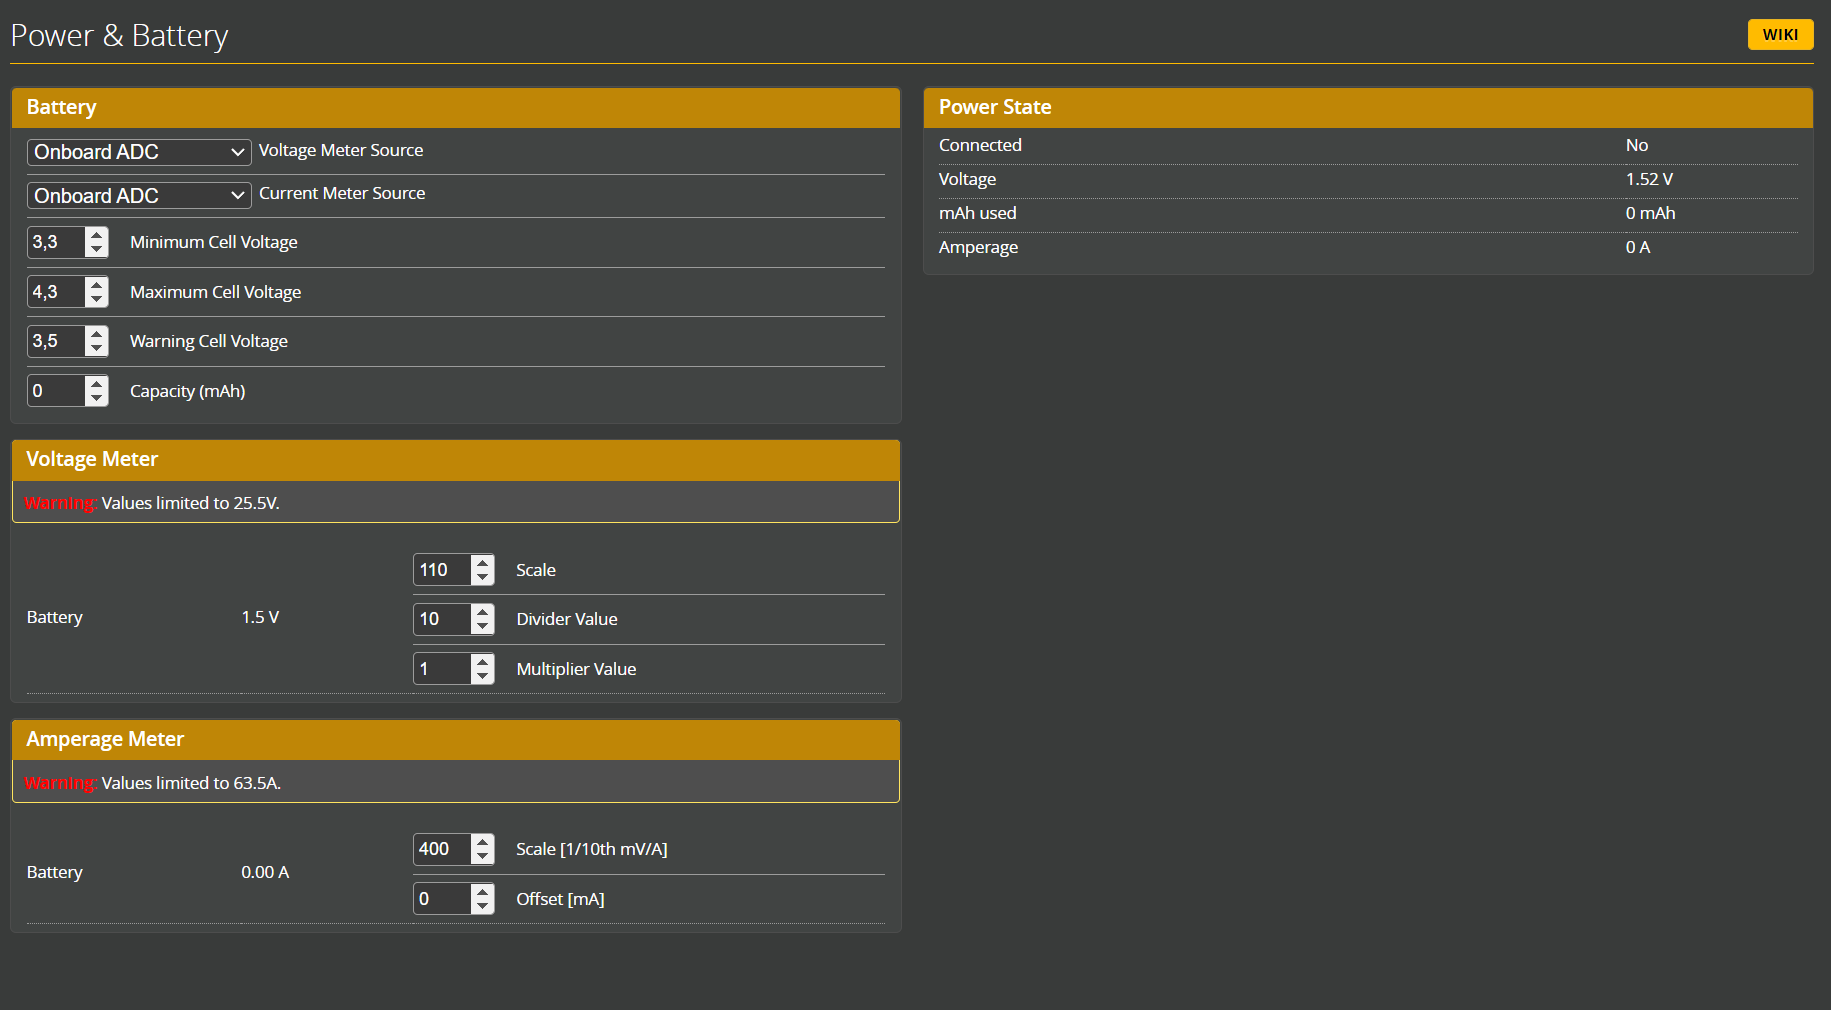 Power & Battery
WIKI
Battery
Onboard ADC Voltage Meter Source
Onboard ADC Current Meter Source
3,3 Minimum Cell Voltage
4,3 Maximum Cell Voltage
3,5 Warning Cell Voltage
0 Capacity (mAh)
Voltage Meter
Warning: Values limited to 25.5V.
110 Scale
Battery 1.5 V
10 Divider Value
1 Multiplier Value
Amperage Meter
Warning: Values limited to 63.5A.
400 Scale [1/10th mV/A]
Battery 0.00 A
0 Offset [mA]
Power State
Connected No
Voltage 1.52 V
mAh used 0 mAh
Amperage 0 A